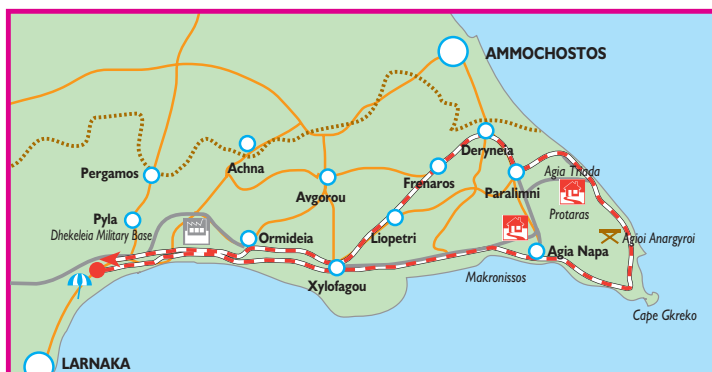 AMMOCHOSTOS
Deryneia
Achna
Agia Triada
Pergamos
Frenaros
Avgorou
Paralimni
Protaras
Pyla
Liopetri
Dhekeleia Military Base
Ormideia
Agioi Anargyroi
Agia Napa
Makronissos
Xylofagou
Cape Gkreko
LARNAKA